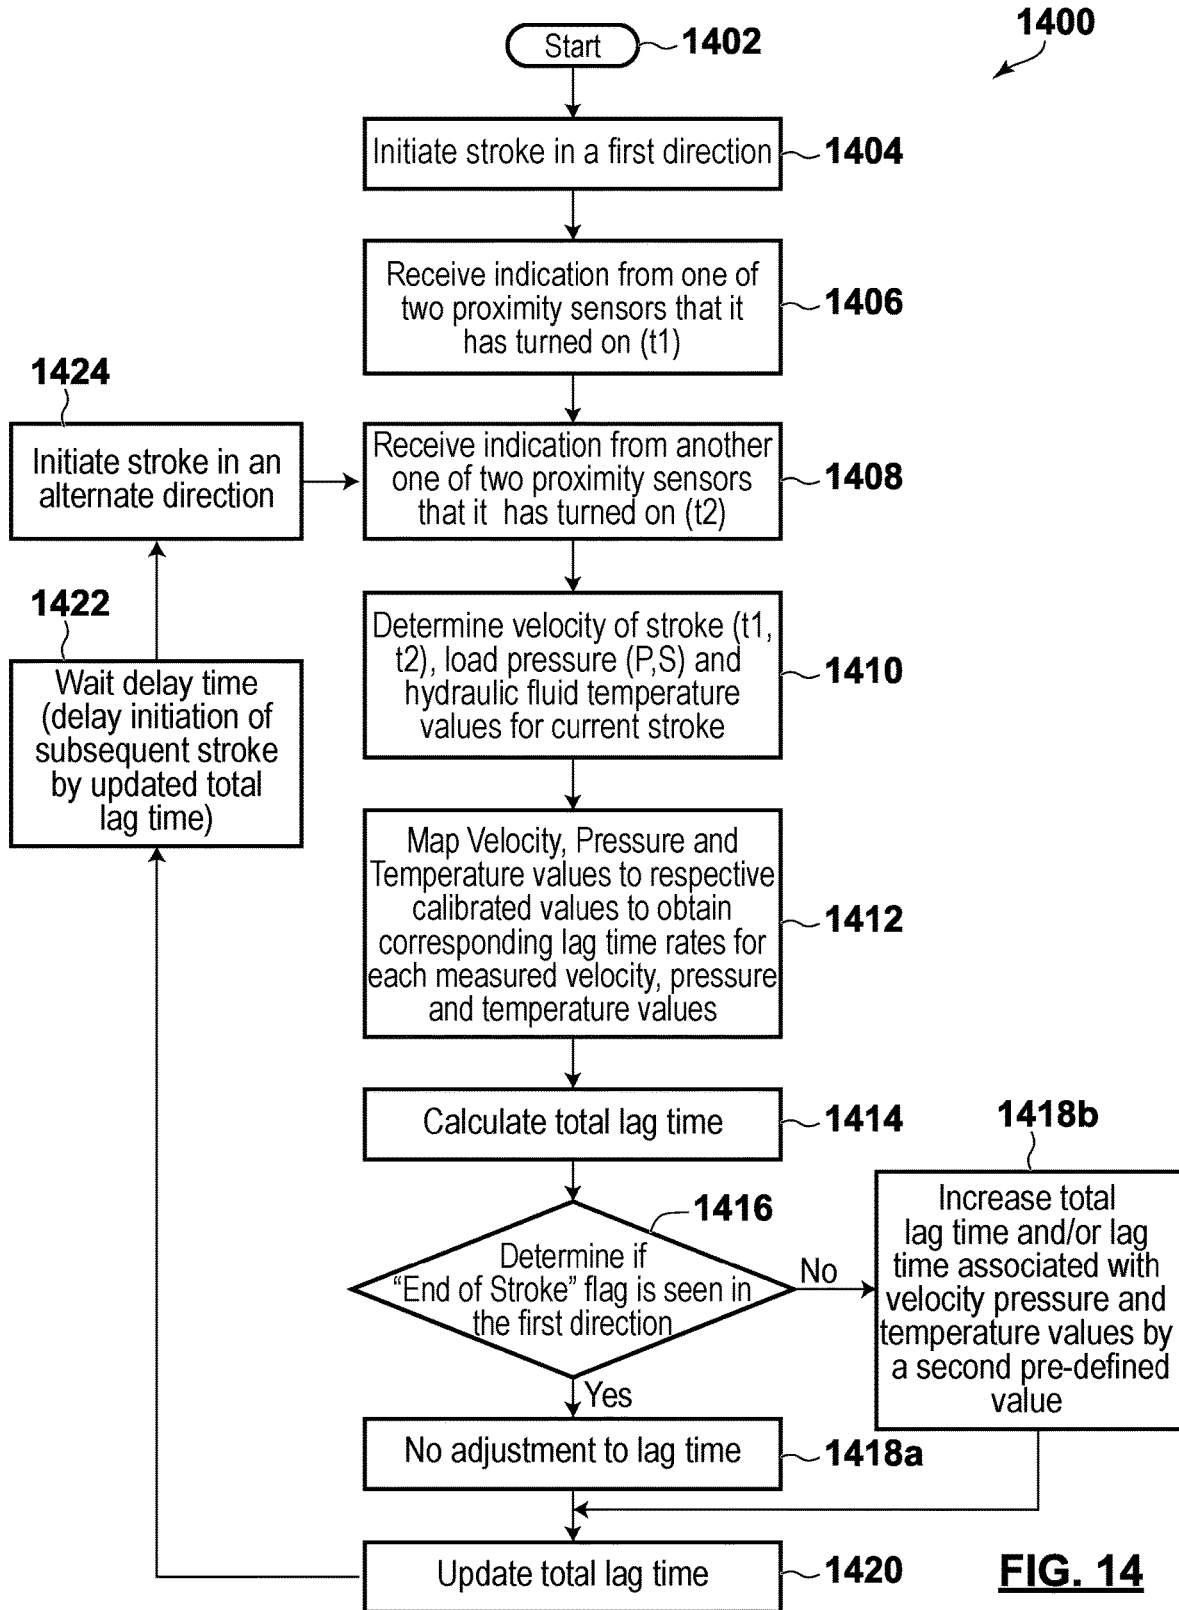 1400
Start
1402
Initiate stroke in a first direction
1404
Receive indication from one of
two proximity sensors that it
has turned on (t1)
1406
1424
Initiate stroke in an
alternate direction
Receive indication from another
one of two proximity sensors
that it has turned on (t2)
1408
1422
Wait delay time
(delay initiation of
subsequent stroke
by updated total
lag time)
Determine velocity of stroke (t1,
t2), load pressure (P,S) and
hydraulic fluid temperature
values for current stroke
1410
Map Velocity, Pressure and
Temperature values to respective
calibrated values to obtain
corresponding lag time rates for
each measured velocity, pressure
and temperature values
1412
Calculate total lag time
1414
1416
Determine if
“End of Stroke” flag is seen in
the first direction
No
Yes
1418b
Increase total
lag time and/or lag
time associated with
velocity pressure and
temperature values by
a second pre-defined
value
No adjustment to lag time
1418a
Update total lag time
1420
FIG. 14